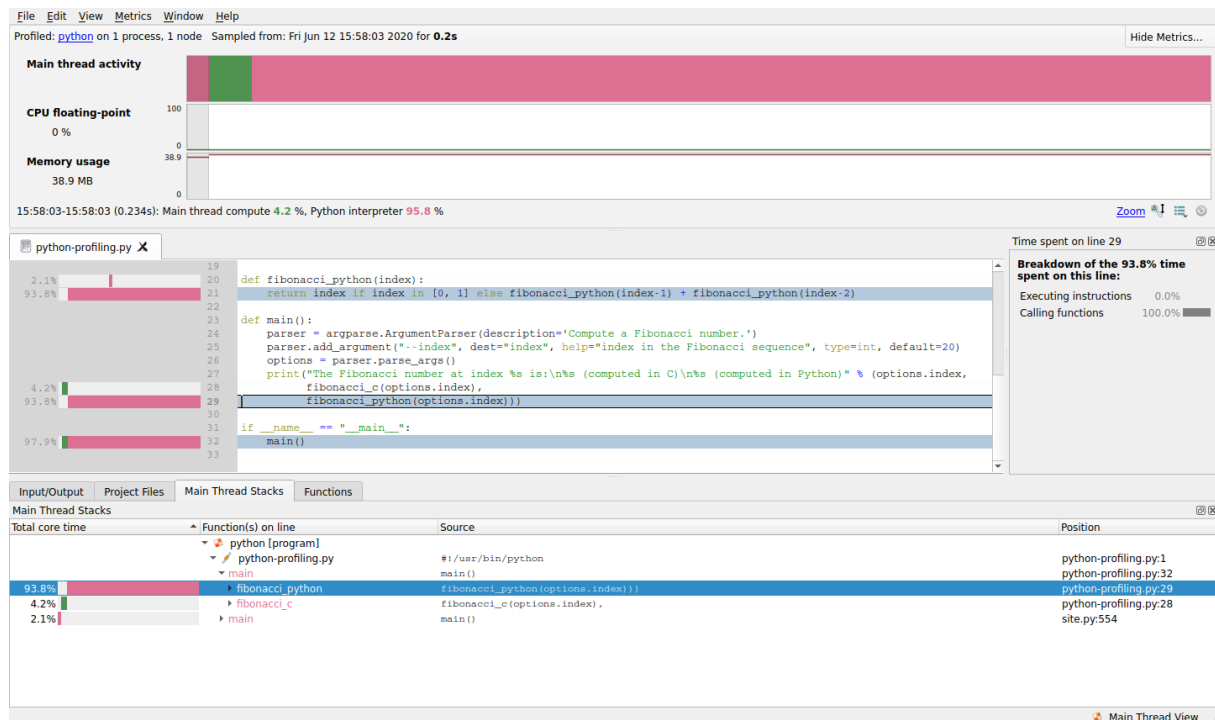 File Edit View Metrics Window Help
Profiled: python on 1 process, 1 node Sampled from: Fri Jun 12 15:58:03 2020 for 0.2s Hide Metrics...
Main thread activity
CPU floating-point 100
0 %
0
Memory usage 38.9
38.9 MB
0
15:58:03-15:58:03 (0.234s): Main thread compute 4.2 %, Python interpreter 95.8 % Zoom
python-profiling.py
19
2.1% 20 def fibonacci_python(index):
93.8% 21 return index if index in [0, 1] else fibonacci_python(index-1) + fibonacci_python(index-2)
22
23 def main():
24 parser = argparse.ArgumentParser(description='Compute a Fibonacci number.')
25 parser.add_argument("--index", dest="index", help="index in the Fibonacci sequence", type=int, default=20)
26 options = parser.parse_args()
27 print("The Fibonacci number at index %s is:\n%s (computed in C)\n%s (computed in Python)" % (options.index,
4.2% 28 fibonacci_c(options.index),
93.8% 29 fibonacci_python(options.index)))
30
31 if __name__ == "__main__":
97.9% 32 main()
33
Time spent on line 29
Breakdown of the 93.8% time
spent on this line:
Executing instructions 0.0%
Calling functions 100.0%
Input/Output Project Files Main Thread Stacks Functions
Main Thread Stacks
Total core time Function(s) on line Source Position
python [program]
python-profiling.py #!/usr/bin/python python-profiling.py:1
main main() python-profiling.py:32
93.8% fibonacci_python fibonacci_python(options.index))) python-profiling.py:29
4.2% fibonacci_c fibonacci_c(options.index), python-profiling.py:28
2.1% main main() site.py:554
Main Thread View